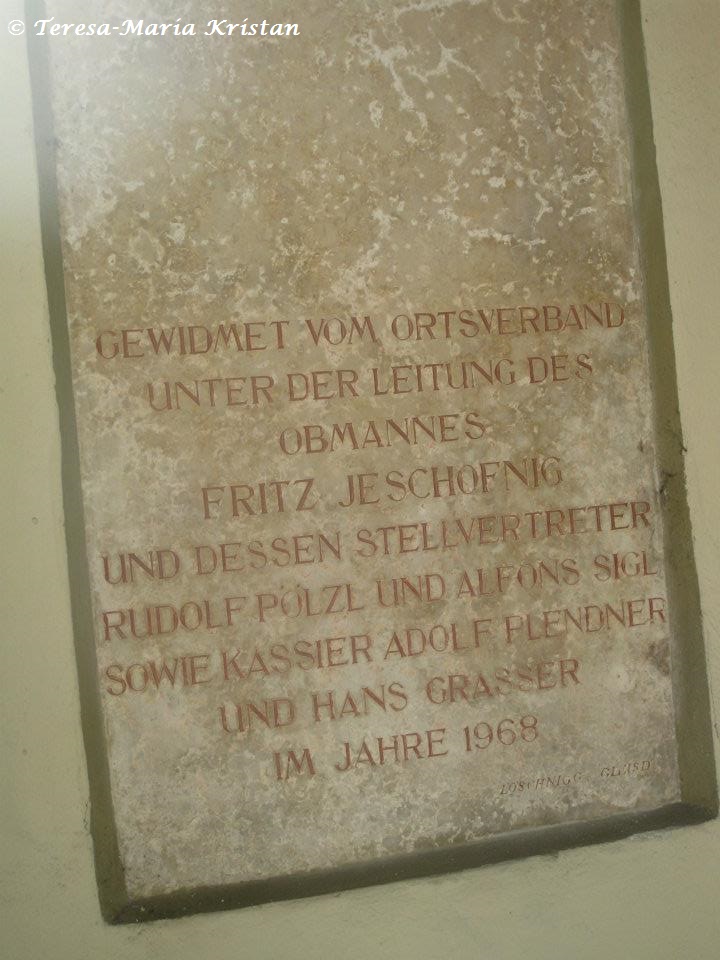 © Teresa-Maria Kristan
GEWIDMET VOM ORTSVERBAND
UNTER DER LEITUNG DES
OBMANNES
FRITZ JESCHOFNIG
UND DESSEN STELLVERTRETER
RUDOLF PÖLZL UND ALFONS SIGL
SOWIE KASSIER ADOLF PLENDNER
UND HANS GRASSER
IM JAHRE 1968
LOSCHNIGG